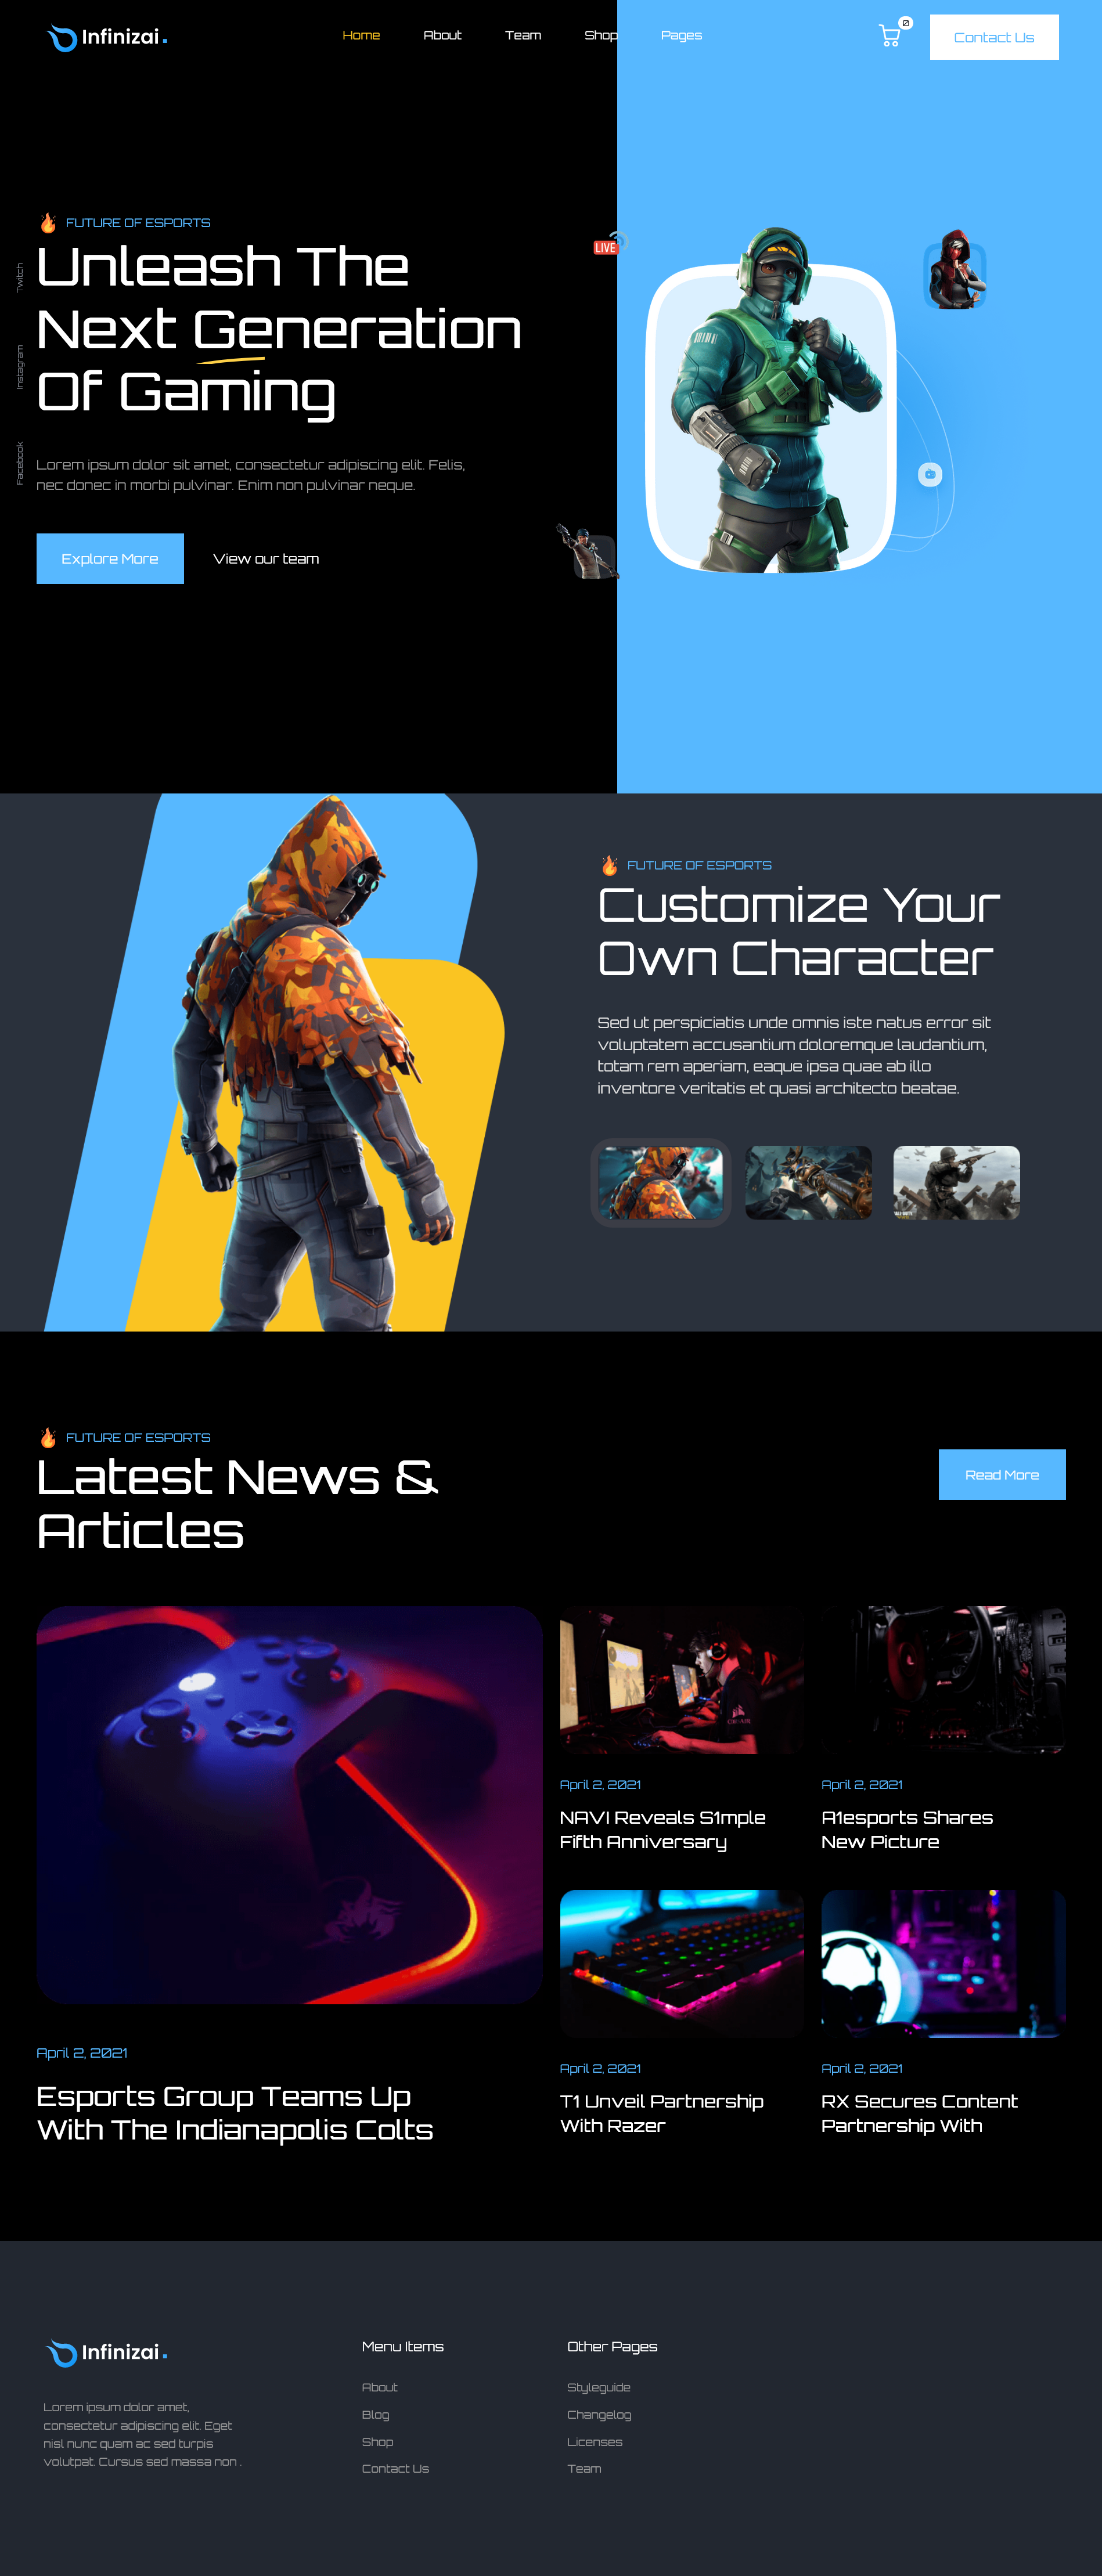 Infinizai
Home
About
Team
Shop
Pages
0
Contact Us
FUTURE OF ESPORTS
Unleash The
Next Generation
Of Gaming
Twitch
Instagram
Facebook
LIVE
Lorem ipsum dolor sit amet, consectetur adipiscing elit. Felis,
nec donec in morbi pulvinar. Enim non pulvinar neque.
Explore More
View our team
FUTURE OF ESPORTS
Customize Your
Own Character
Sed ut perspiciatis unde omnis iste natus error sit
voluptatem accusantium doloremque laudantium,
totam rem aperiam, eaque ipsa quae ab illo
inventore veritatis et quasi architecto beatae.
FUTURE OF ESPORTS
Latest News &
Articles
Read More
April 2, 2021
NAVI Reveals S1mple
Fifth Anniversary
April 2, 2021
A1esports Shares
New Picture
April 2, 2021
Esports Group Teams Up
With The Indianapolis Colts
April 2, 2021
T1 Unveil Partnership
With Razer
April 2, 2021
RX Secures Content
Partnership With
Infinizai
Lorem ipsum dolor amet,
consectetur adipiscing elit. Eget
nisl nunc quam ac sed turpis
volutpat. Cursus sed massa non .
Menu Items
About
Blog
Shop
Contact Us
Other Pages
Styleguide
Changelog
Licenses
Team